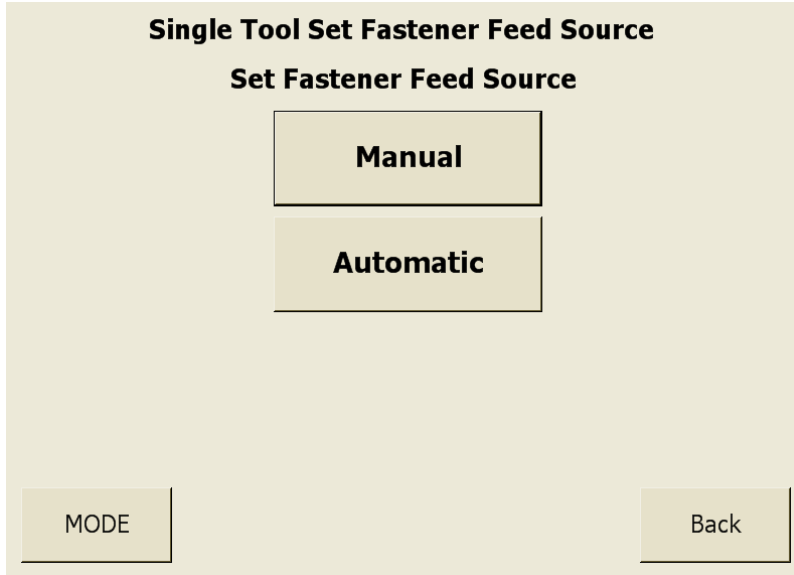 Single Tool Set Fastener Feed Source
Set Fastener Feed Source
Manual
Automatic
MODE
Back